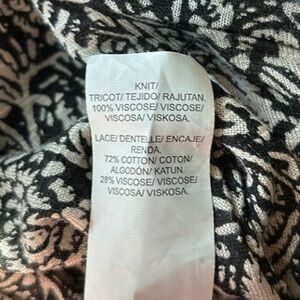 KNIT/
TRICOT/ TEJIDO/ RAJUTAN.
100% VISCOSE/ VISCOSE/
VISCOSA/ VISKOSA.
LACE/ DENTELLE/ ENCAJE/
RENDA.
72% COTTON/ COTON/
ALGODÓN/ KATUN.
28% VISCOSE/ VISCOSE/
VISCOSA/ VISKOSA.